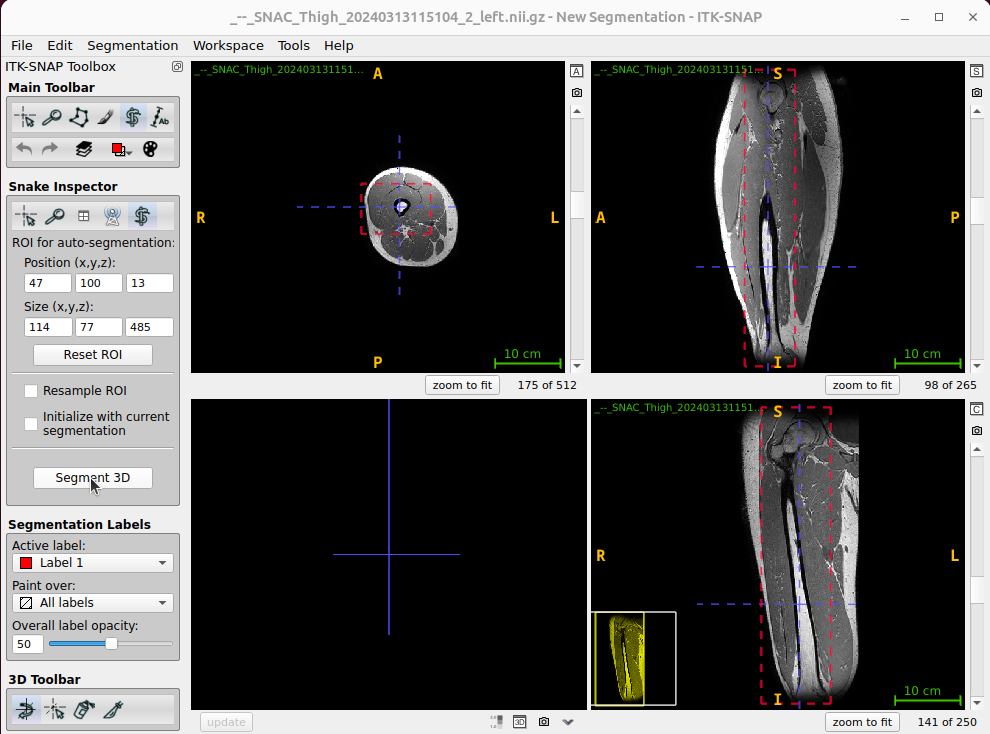 _--_SNAC_Thigh_20240313115104_2_left.nii.gz - New Segmentation - ITK-SNAP
File Edit Segmentation Workspace Tools Help
ITK-SNAP Toolbox
Main Toolbar
Ab
Snake Inspector
ROI for auto-segmentation:
Position (x,y,z):
47 100 13
Size (x,y,z):
114 77 485
Reset ROI
Resample ROI
Initialize with current
segmentation
Segment 3D
Segmentation Labels
Active label:
Label 1
Paint over:
All labels
Overall label opacity:
50
3D Toolbar
_--_SNAC_Thigh_202403131151...
A
R
L
P
10 cm
A
zoom to fit 175 of 512
_--_SNAC_Thigh_202403131151...
S
A
P
I
10 cm
S
zoom to fit 98 of 265
update
3D
_--_SNAC_Thigh_202403131151...
S
R
L
I
10 cm
C
zoom to fit 141 of 250